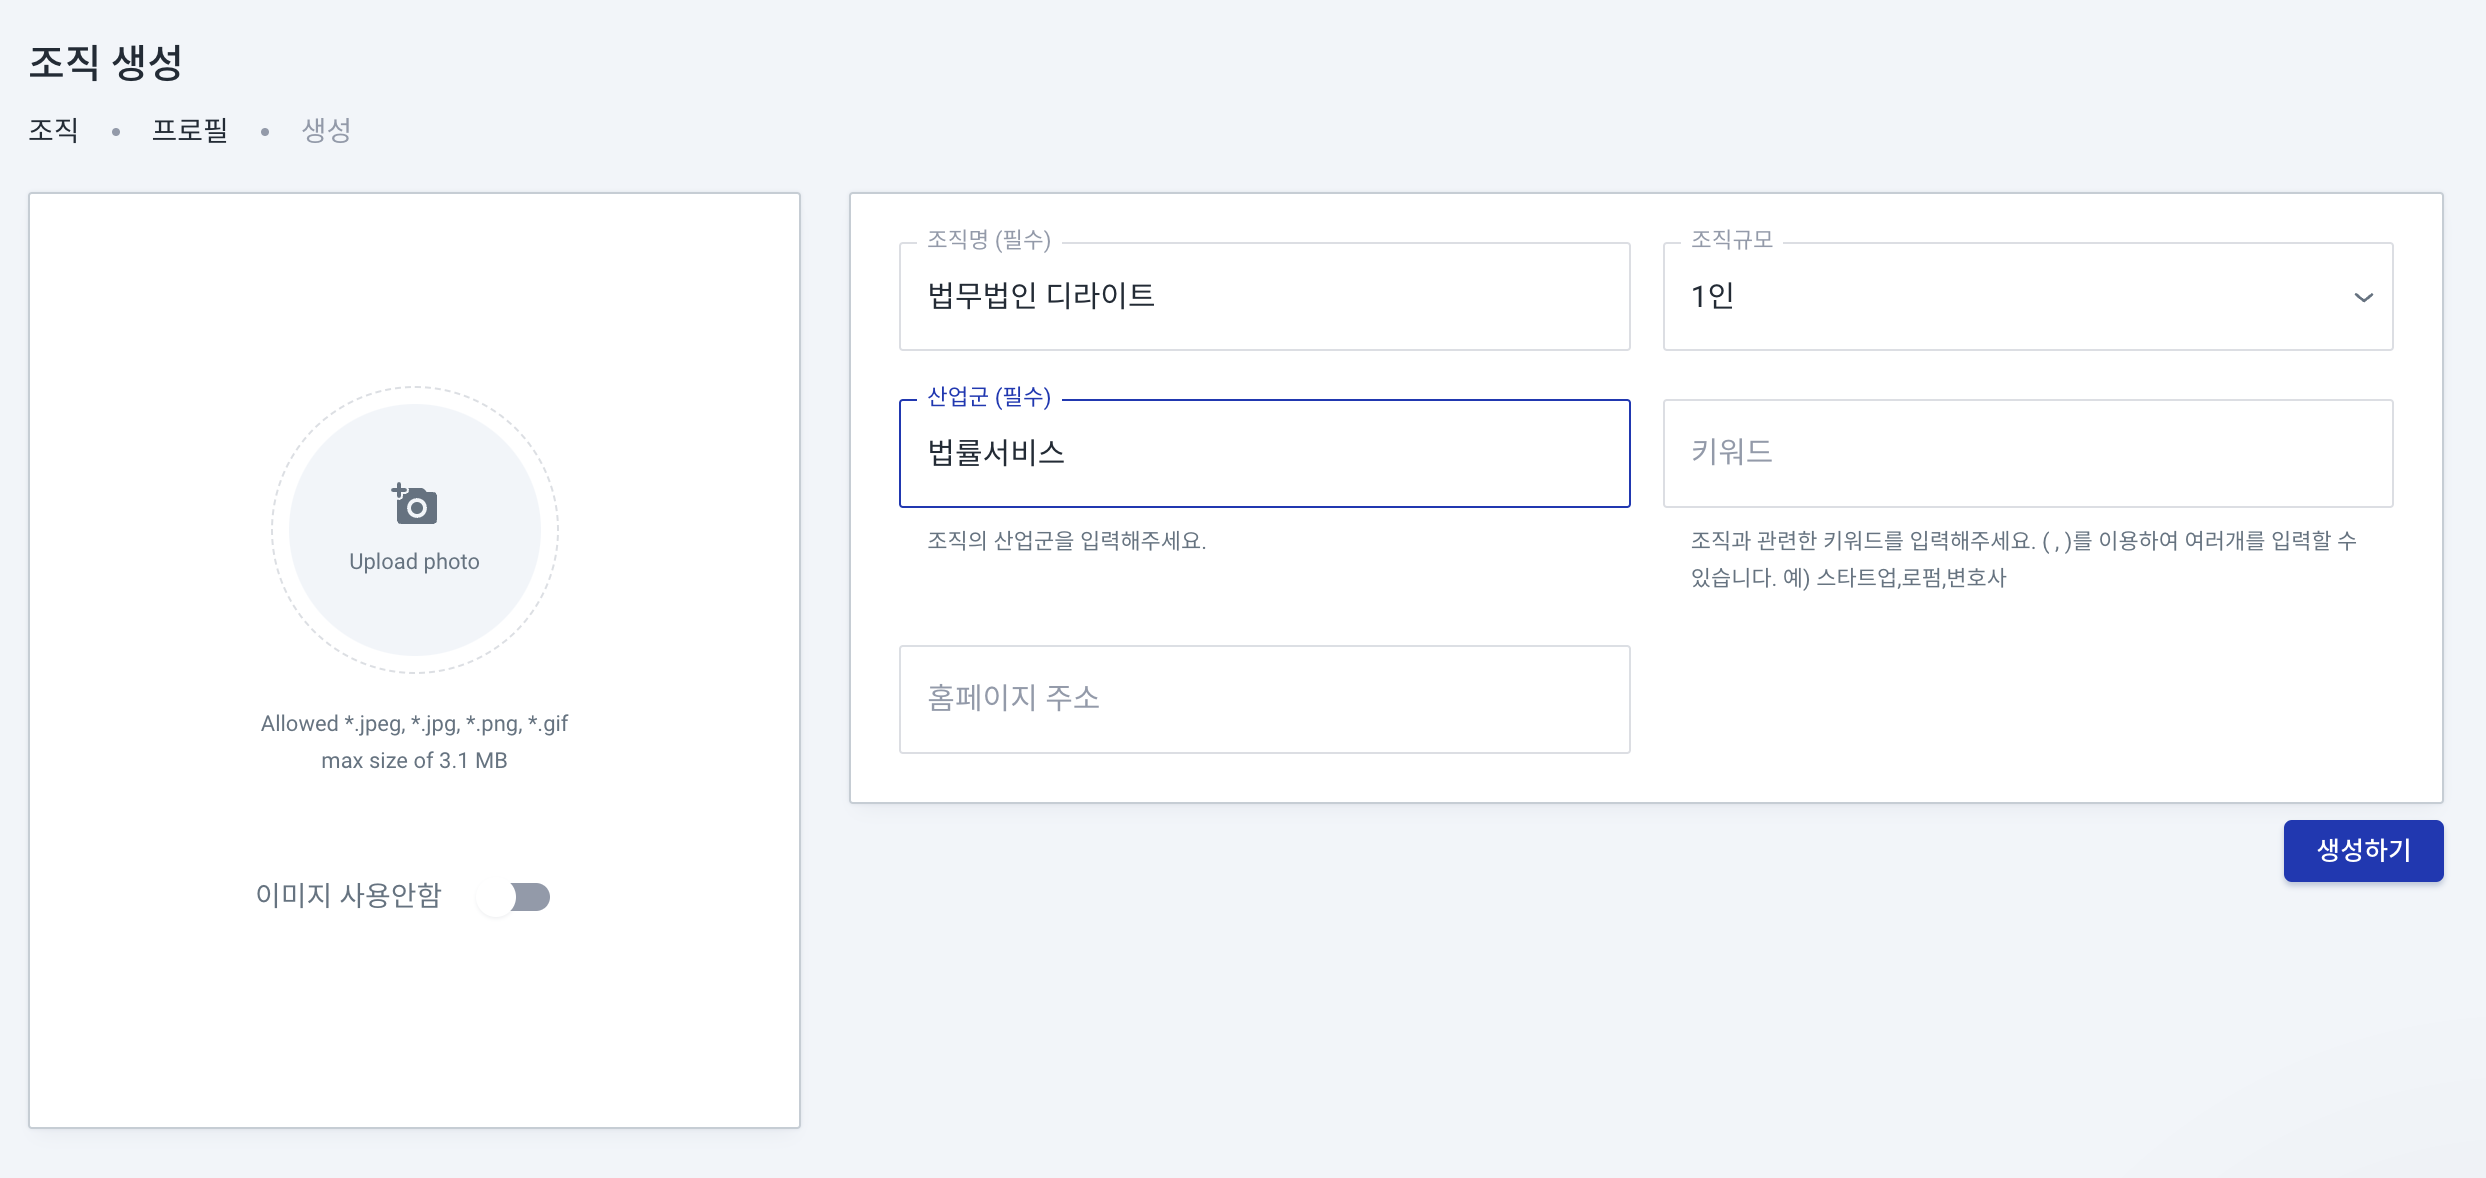 조직 생성
조직 • 프로필 • 생성
Upload photo
Allowed *.jpeg, *.jpg, *.png, *.gif
max size of 3.1 MB
이미지 사용안함
조직명 (필수)
법무법인 디라이트
조직규모
1인
산업군 (필수)
법률서비스
조직의 산업군을 입력해주세요.
키워드
조직과 관련한 키워드를 입력해주세요. ( , )를 이용하여 여러개를 입력할 수
있습니다. 예) 스타트업,로펌,변호사
홈페이지 주소
생성하기